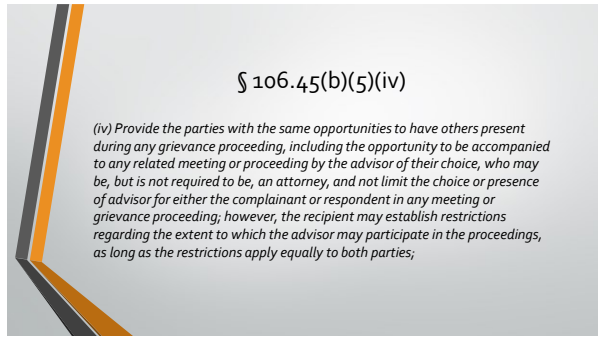 § 106.45(b)(5)(iv)
(iv) Provide the parties with the same opportunities to have others present
during any grievance proceeding, including the opportunity to be accompanied
to any related meeting or proceeding by the advisor of their choice, who may
be, but is not required to be, an attorney, and not limit the choice or presence
of advisor for either the complainant or respondent in any meeting or
grievance proceeding; however, the recipient may establish restrictions
regarding the extent to which the advisor may participate in the proceedings,
as long as the restrictions apply equally to both parties;